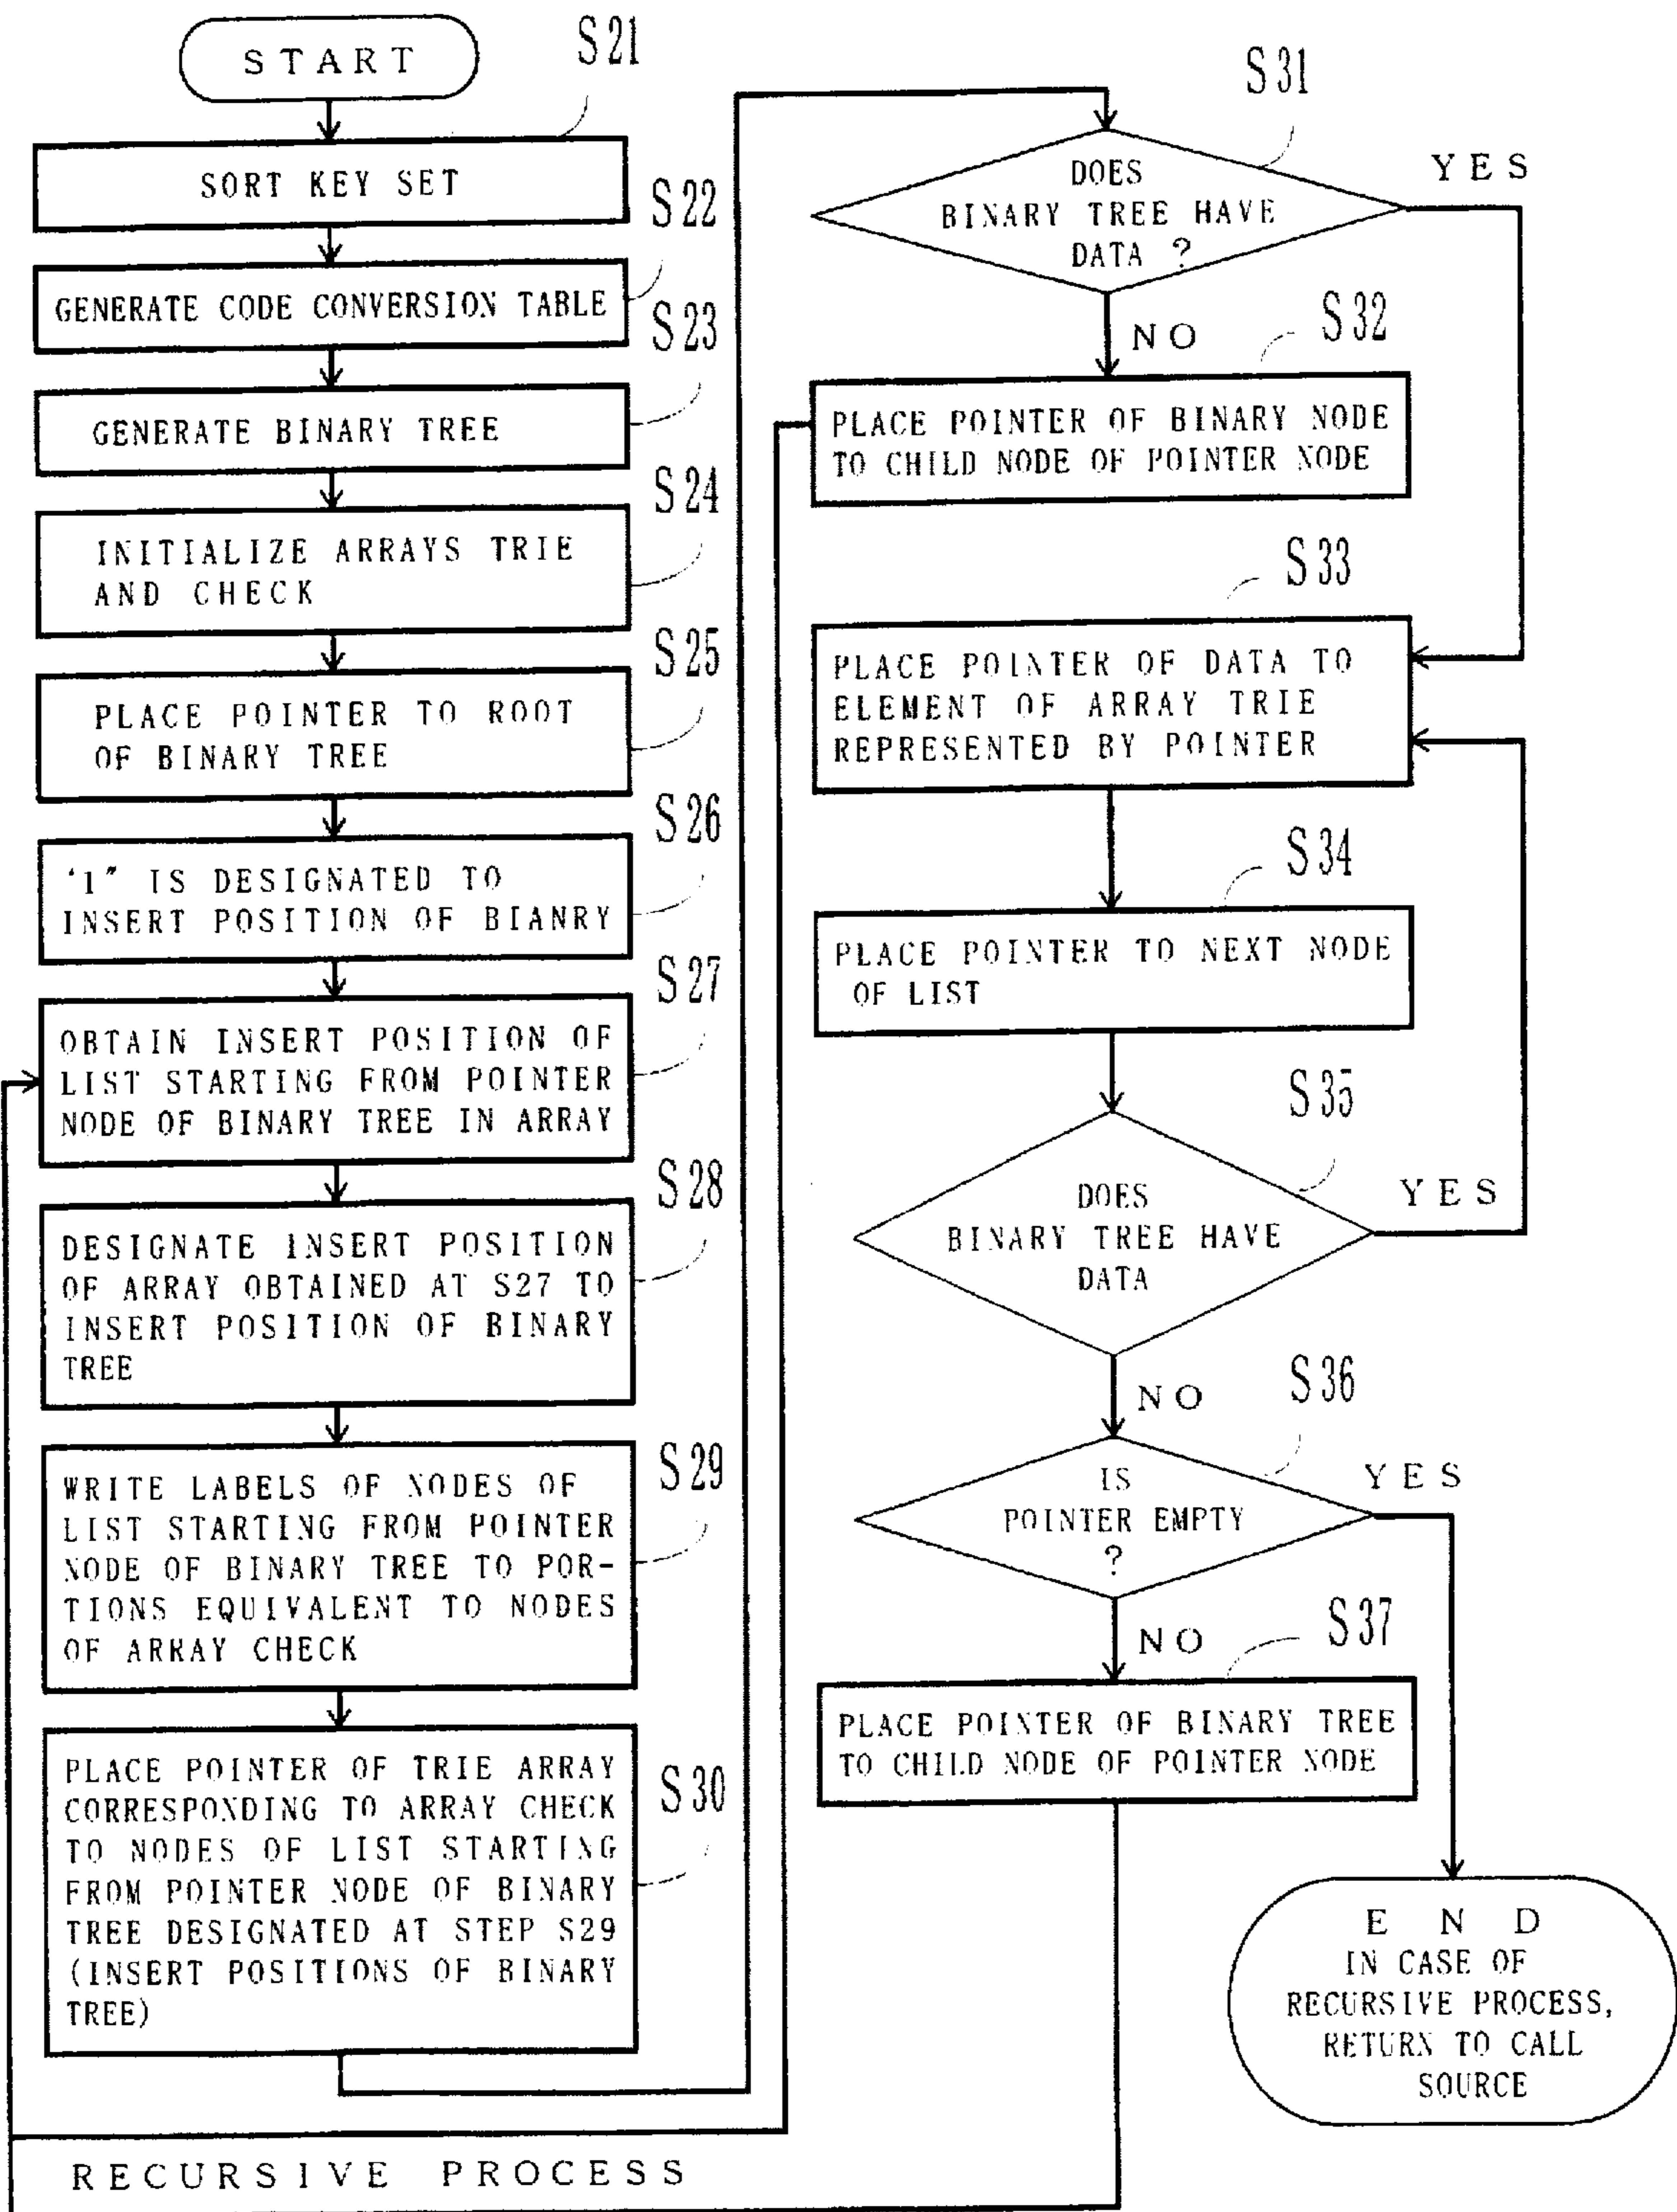 START
S21
SORT KEY SET
S22
GENERATE CODE CONVERSION TABLE
S23
GENERATE BINARY TREE
S24
INITIALIZE ARRAYS TRIE
AND CHECK
S25
PLACE POINTER TO ROOT
OF BINARY TREE
S26
‘1” IS DESIGNATED TO
INSERT POSITION OF BIANRY
S27
OBTAIN INSERT POSITION OF
LIST STARTING FROM POINTER
NODE OF BINARY TREE IN ARRAY
S28
DESIGNATE INSERT POSITION
OF ARRAY OBTAINED AT S27 TO
INSERT POSITION OF BINARY
TREE
S29
WRITE LABELS OF NODES OF
LIST STARTING FROM POINTER
NODE OF BINARY TREE TO POR-
TIONS EQUIVALENT TO NODES
OF ARRAY CHECK
S30
PLACE POINTER OF TRIE ARRAY
CORRESPONDING TO ARRAY CHECK
TO NODES OF LIST STARTING
FROM POINTER NODE OF BINARY
TREE DESIGNATED AT STEP S29
(INSERT POSITIONS OF BINARY
TREE)
S31
DOES
BINARY TREE HAVE
DATA ?
YES
NO
S32
PLACE POINTER OF BINARY NODE
TO CHILD NODE OF POINTER NODE
S33
PLACE POINTER OF DATA TO
ELEMENT OF ARRAY TRIE
REPRESENTED BY POINTER
S34
PLACE POINTER TO NEXT NODE
OF LIST
S35
DOES
BINARY TREE HAVE
DATA
YES
NO
S36
IS
POINTER EMPTY
?
YES
NO
S37
PLACE POINTER OF BINARY TREE
TO CHILD NODE OF POINTER NODE
END
IN CASE OF
RECURSIVE PROCESS,
RETURN TO CALL
SOURCE
RECURSIVE PROCESS